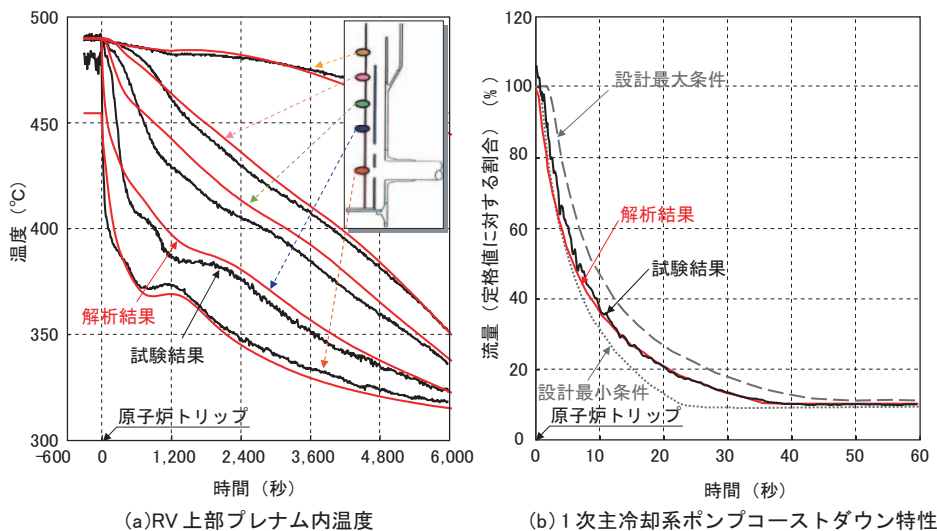 500
450
400
350
300
温度（℃）
解析結果
試験結果
原子炉トリップ
-600
0
1,200
2,400
3,600
4,800
6,000
時間（秒）
(a)RV 上部プレナム内温度
120
100
80
60
40
20
0
流量（定格値に対する割合）（％）
設計最大条件
解析結果
試験結果
設計最小条件
原子炉トリップ
0
10
20
30
40
50
60
時間（秒）
(b) 1 次主冷却系ポンプコーストダウン特性